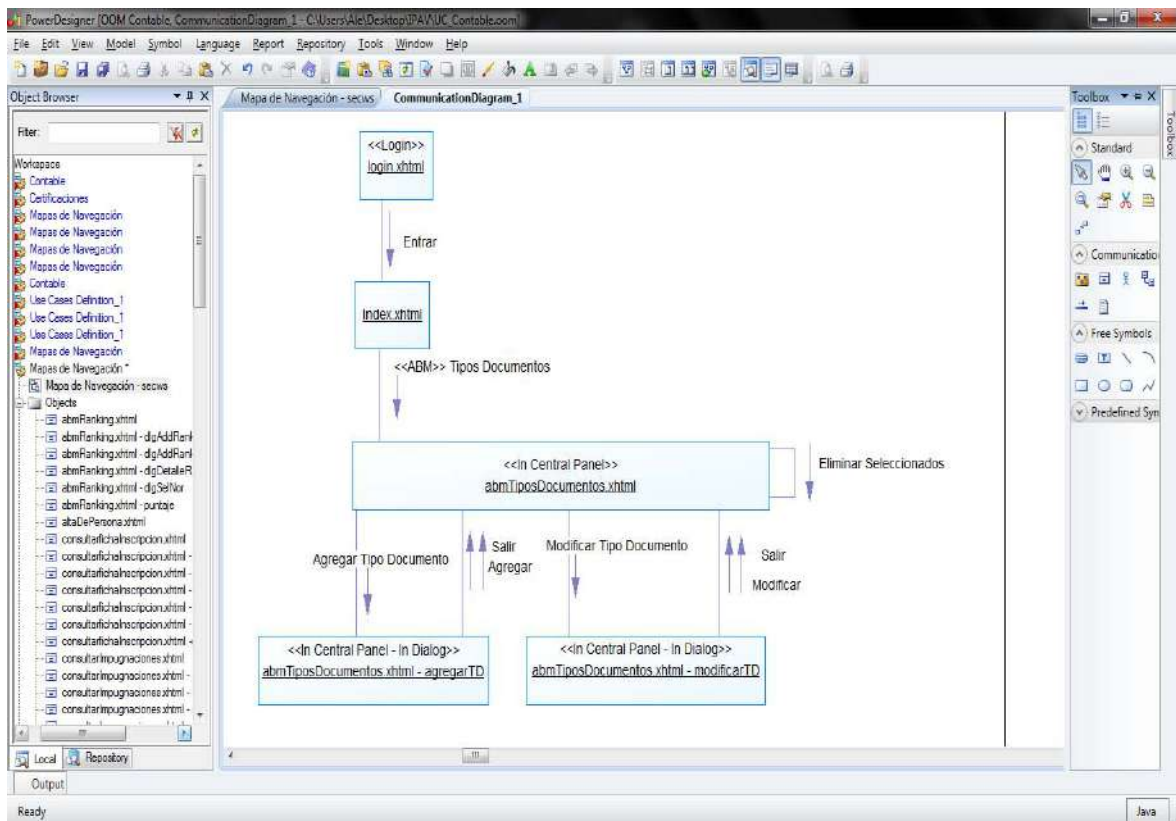 PowerDesigner [OOM Contable, CommunicationDiagram_1 - C:\Users\Ale\Desktop\IPAV\UC_Contable.oom]
File Edit View Model Symbol Language Report Repository Tools Window Help
Object Browser
Mapa de Navegación - secws
CommunicationDiagram_1
Toolbox
Toolbox
Filter:
Standard
Workspace
Contable
Certificaciones
Mapas de Navegación
Mapas de Navegación
Mapas de Navegación
Mapas de Navegación
Contable
Use Cases Definition_1
Use Cases Definition_1
Use Cases Definition_1
Mapas de Navegación
Mapas de Navegación *
Mapa de Navegación - secws
Objects
abmRanking.xhtml
abmRanking.xhtml - dlgAddRank
abmRanking.xhtml - dlgAddRank
abmRanking.xhtml - dlgDetalleR
abmRanking.xhtml - dlgSelNor
abmRanking.xhtml - puntaje
altaDePersona.xhtml
consultarfichaInscripcion.xhtml
consultarfichaInscripcion.xhtml -
consultarfichaInscripcion.xhtml -
consultarfichaInscripcion.xhtml -
consultarfichaInscripcion.xhtml -
consultarfichaInscripcion.xhtml -
consultarfichaInscripcion.xhtml -
consultarImpugnaciones.xhtml
consultarImpugnaciones.xhtml -
consultarImpugnaciones.xhtml -
consultarImpugnaciones.xhtml -
Local
Repository
<<Login>>
login.xhtml
Entrar
Index.xhtml
<<ABM>> Tipos Documentos
<<In Central Panel>>
abmTiposDocumentos.xhtml
Eliminar Seleccionados
Agregar Tipo Documento
Salir
Agregar
Modificar Tipo Documento
Salir
Modificar
<<In Central Panel - In Dialog>>
abmTiposDocumentos.xhtml - agregarTD
<<In Central Panel - In Dialog>>
abmTiposDocumentos.xhtml - modificarTD
Communicatio
Free Symbols
Predefined Syn
Output
Ready
Java